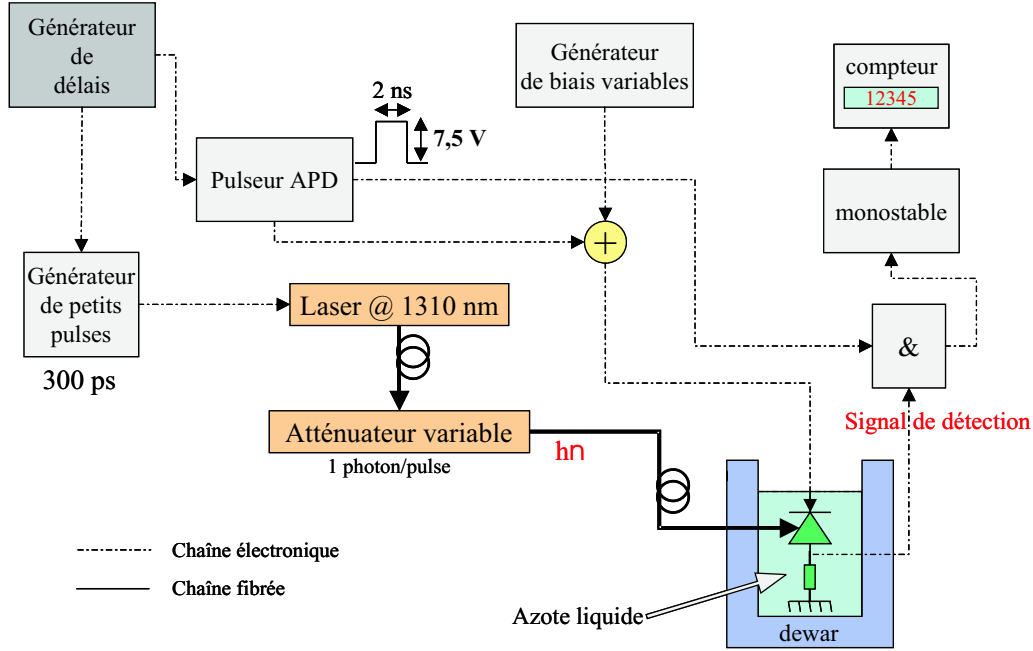 Générateur
de
délais
2 ns
7,5 V
Pulseur APD
Générateur
de biais variables
compteur
12345
monostable
+
Générateur
de petits
pulses
300 ps
Laser @ 1310 nm
&
Atténuateur variable
1 photon/pulse
hn
Signal de détection
Chaîne électronique
Chaîne fibrée
Azote liquide
dewar